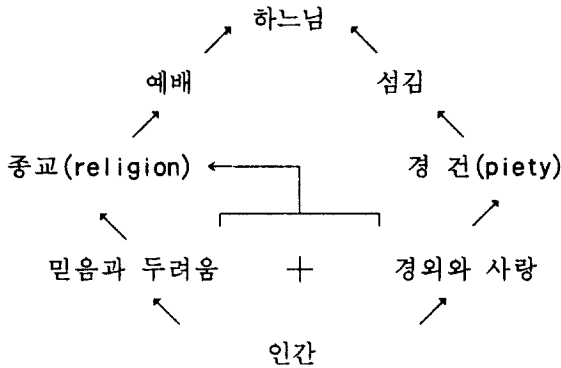 하느님
예배 섬김
종교(religion) 경 건(piety)
믿음과 두려움 + 경외와 사랑
인간